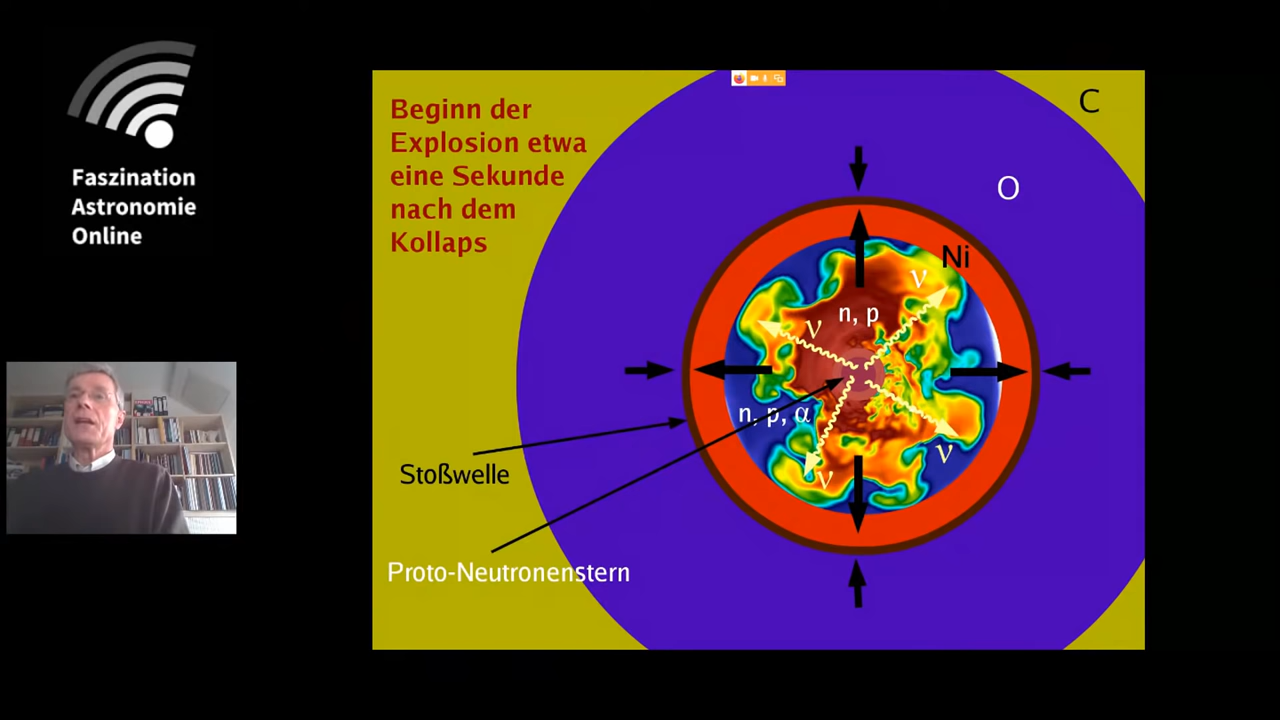 Faszination
Astronomie
Online
Beginn der
Explosion etwa
eine Sekunde
nach dem
Kollaps
C
O
Ni
ν
n, p
ν
n, p, α
ν
ν
Stoßwelle
Proto-Neutronenstern